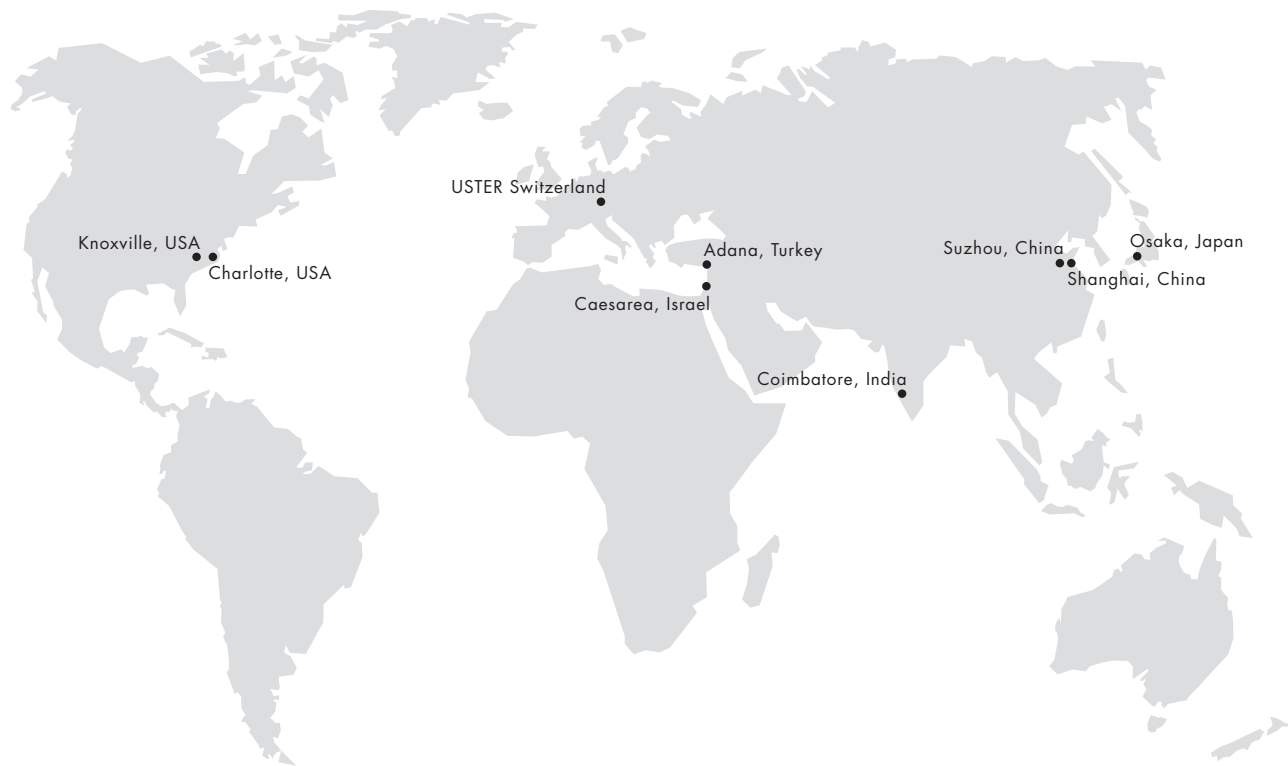 USTER Switzerland
Knoxville, USA
Charlotte, USA
Adana, Turkey
Caesarea, Israel
Suzhou, China
Osaka, Japan
Shanghai, China
Coimbatore, India